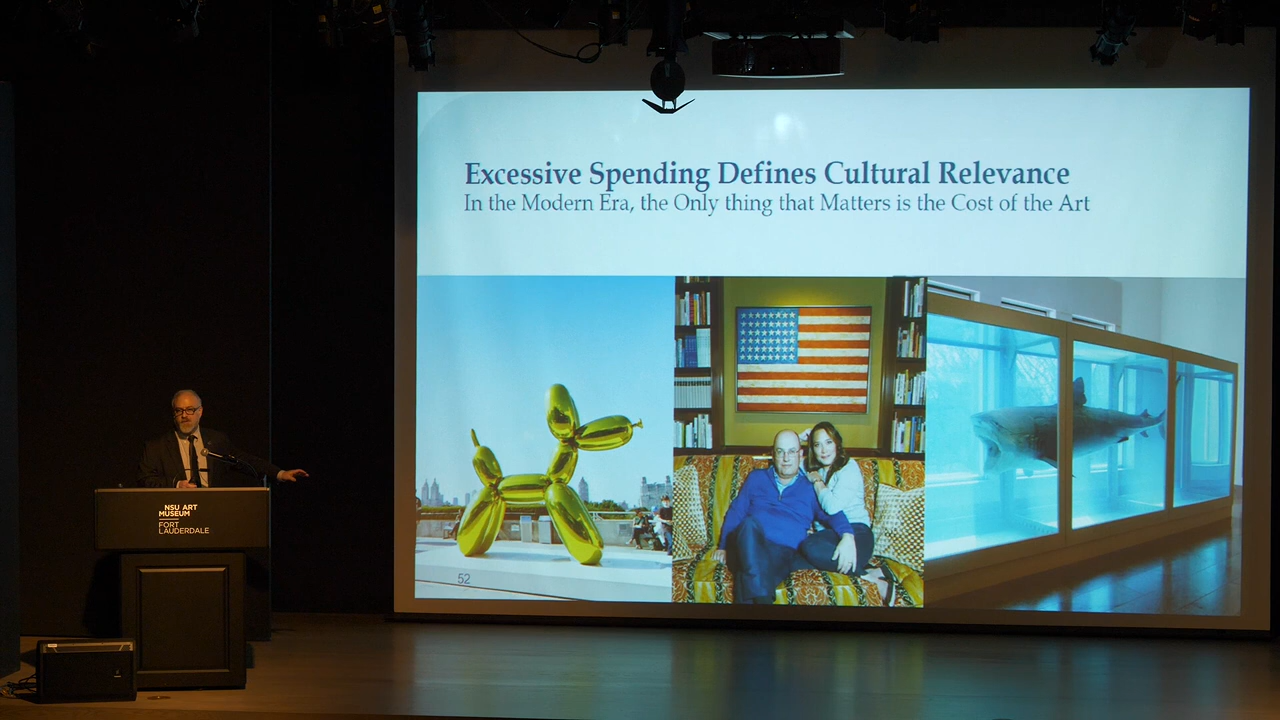 Excessive Spending Defines Cultural Relevance
In the Modern Era, the Only thing that Matters is the Cost of the Art
52
NSU ART
MUSEUM
FORT
LAUDERDALE